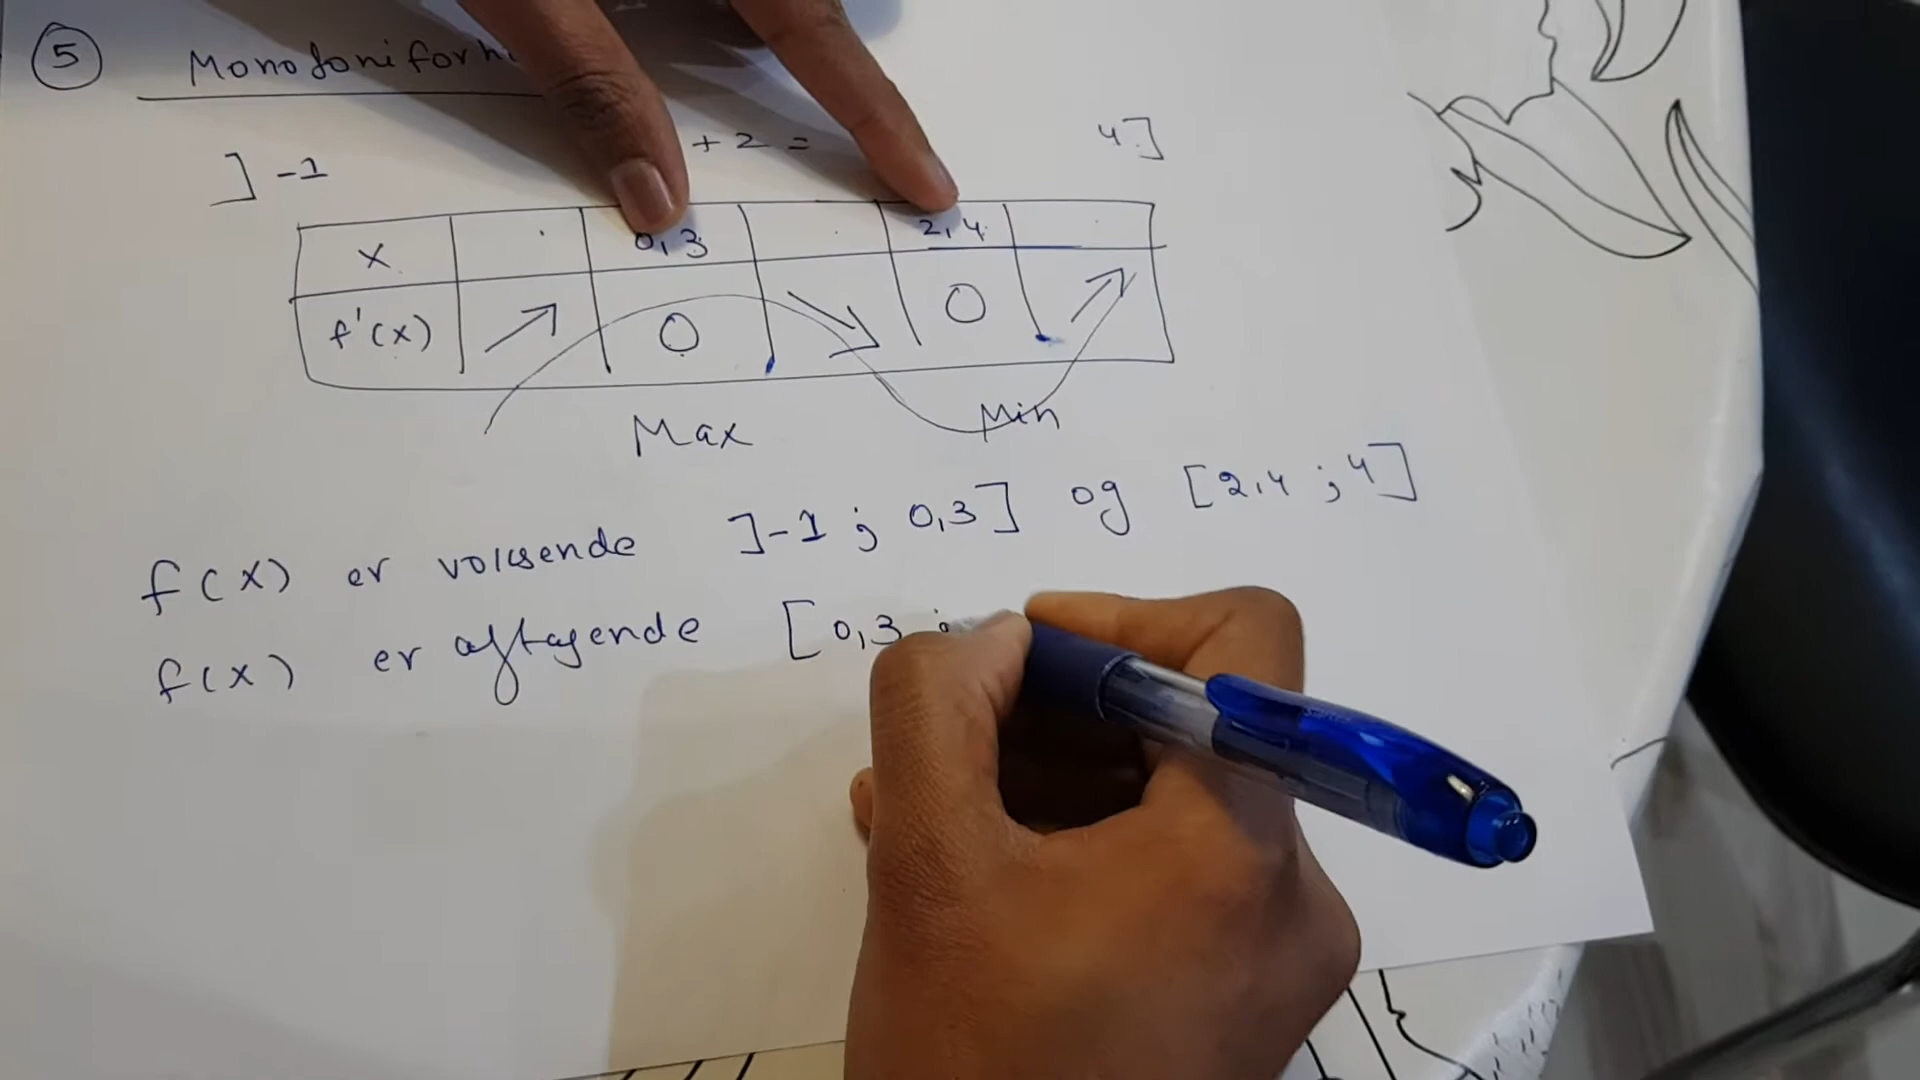 5 Monotoniforh
+ 2 =
] -1 4]
x 0,3 2,4
f'(x) 0 0
Max Min
f(x) er voksende ]-1 ; 0,3] og [2,4 ; 4]
f(x) er aftagende [0,3 ;